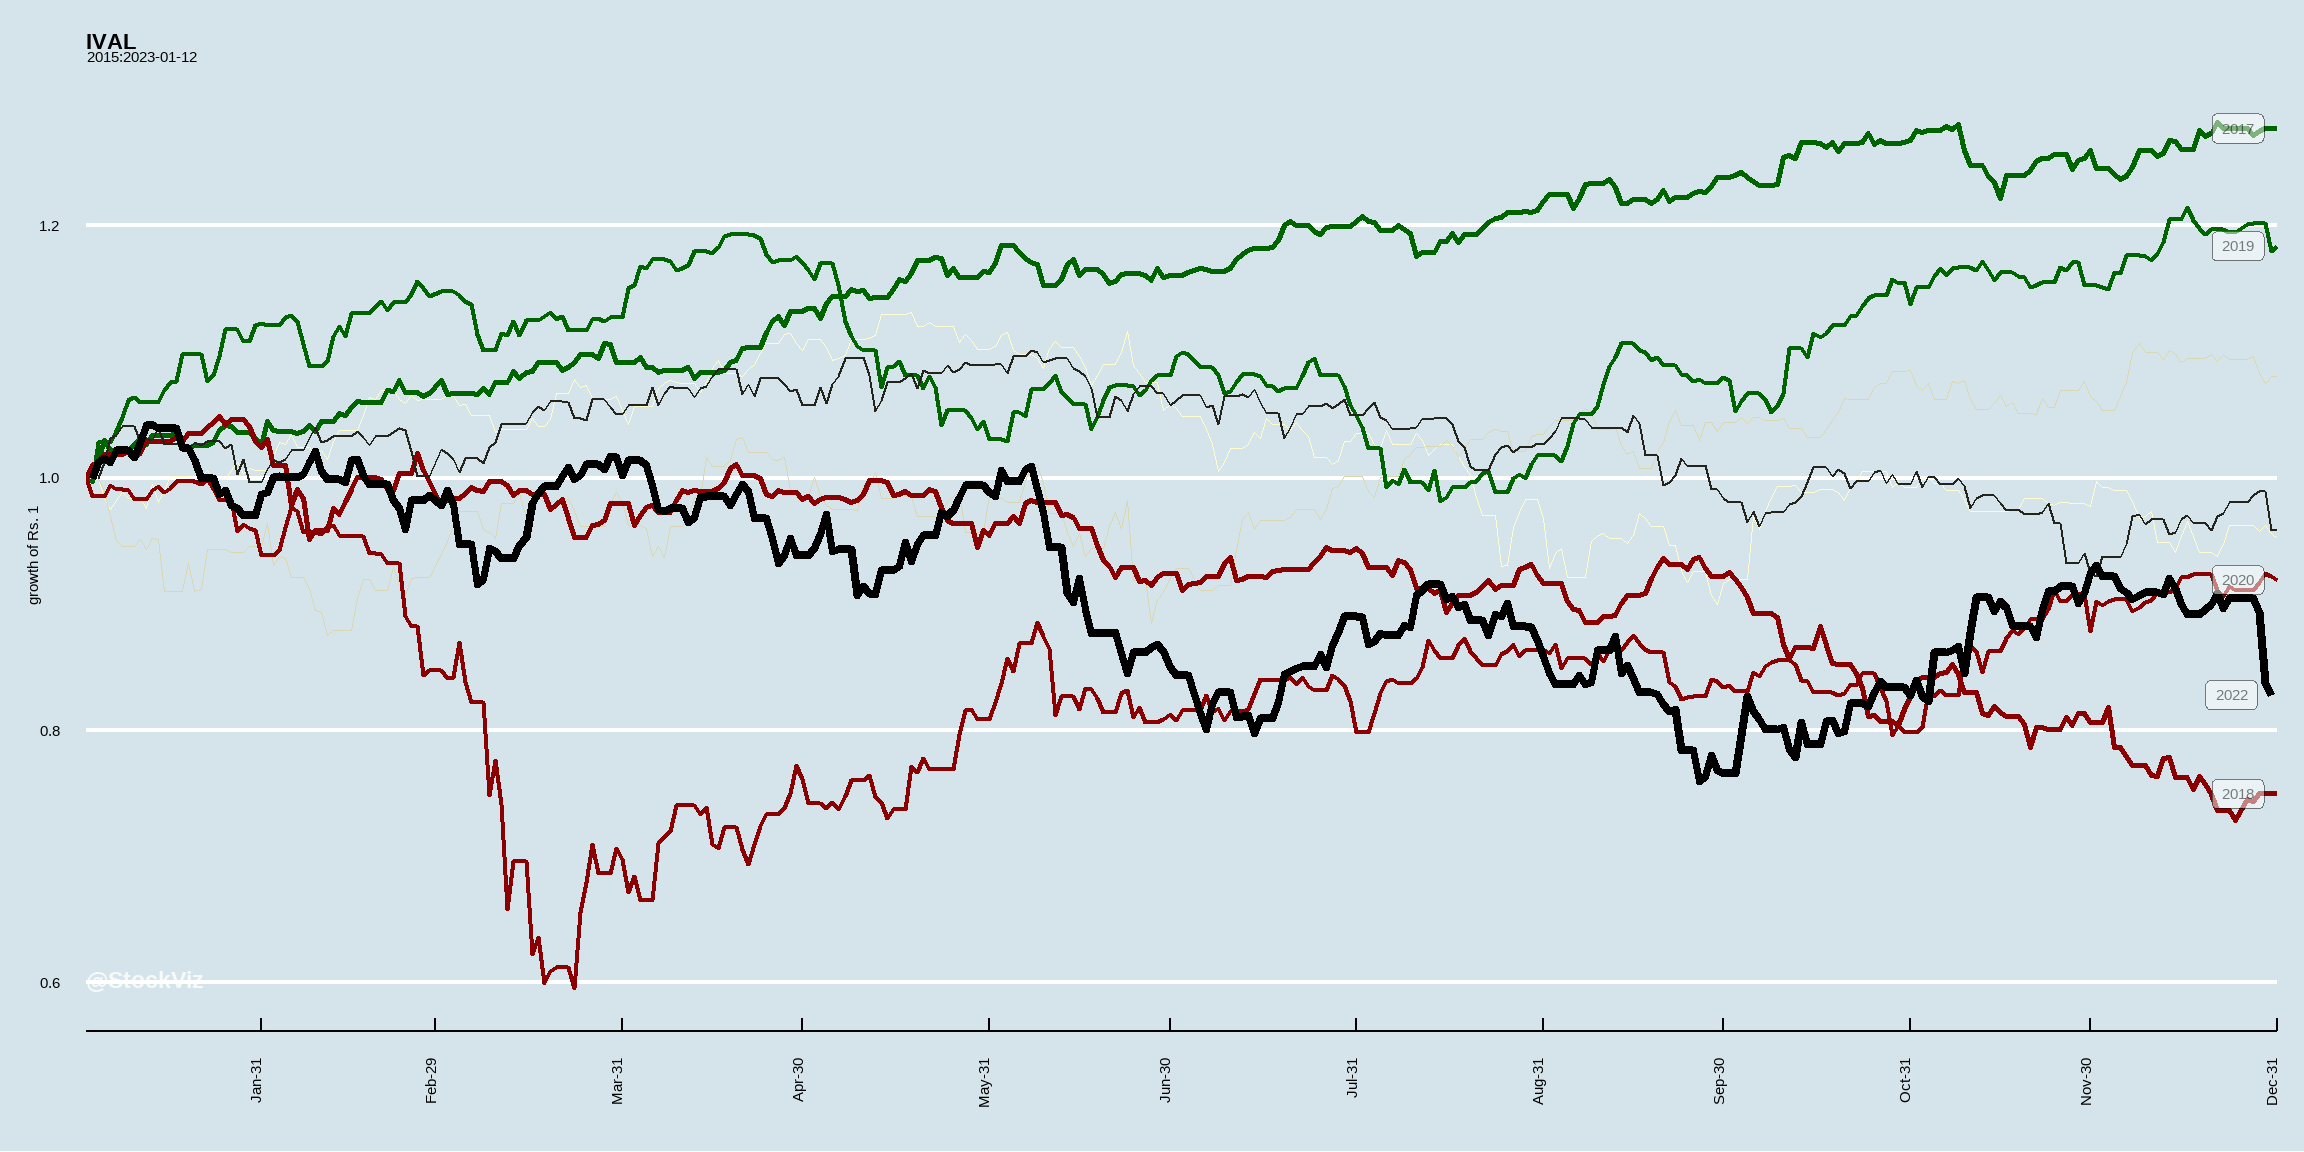 IVAL
2015:2023-01-12
2017
1.2
2019
1.0
growth of Rs. 1
2020
2022
0.8
2018
0.6
@StockViz
Jan-31
Feb-29
Mar-31
Apr-30
May-31
Jun-30
Jul-31
Aug-31
Sep-30
Oct-31
Nov-30
Dec-31